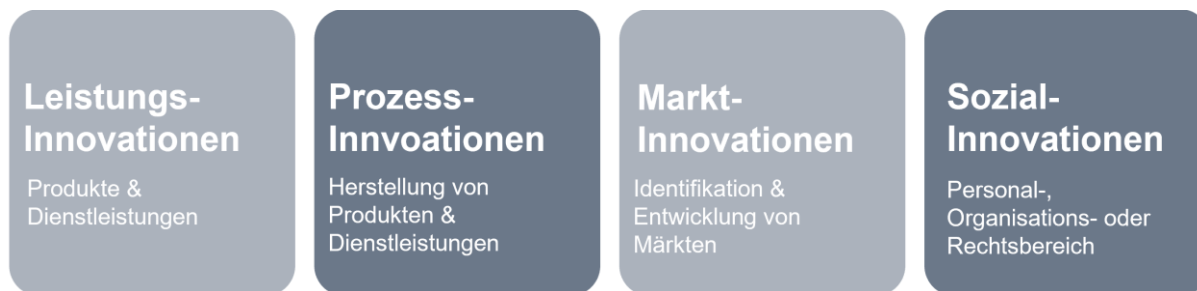 Leistungs-
Innovationen
Produkte &
Dienstleistungen
Prozess-
Innvoationen
Herstellung von
Produkten &
Dienstleistungen
Markt-
Innovationen
Identifikation &
Entwicklung von
Märkten
Sozial-
Innovationen
Personal-,
Organisations- oder
Rechtsbereich